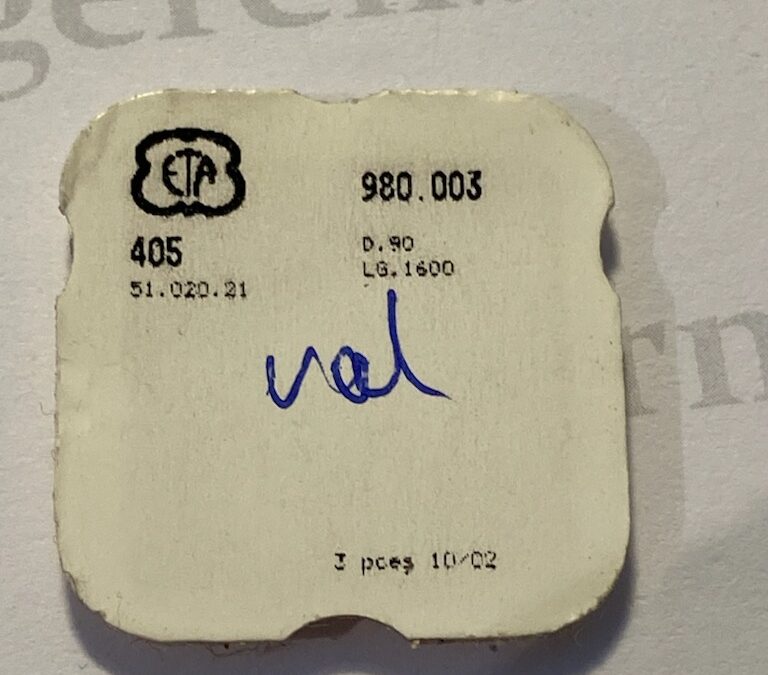 ETA
980.003
405
D.90
LG.1600
51.020.21
val
3 pces 10/02